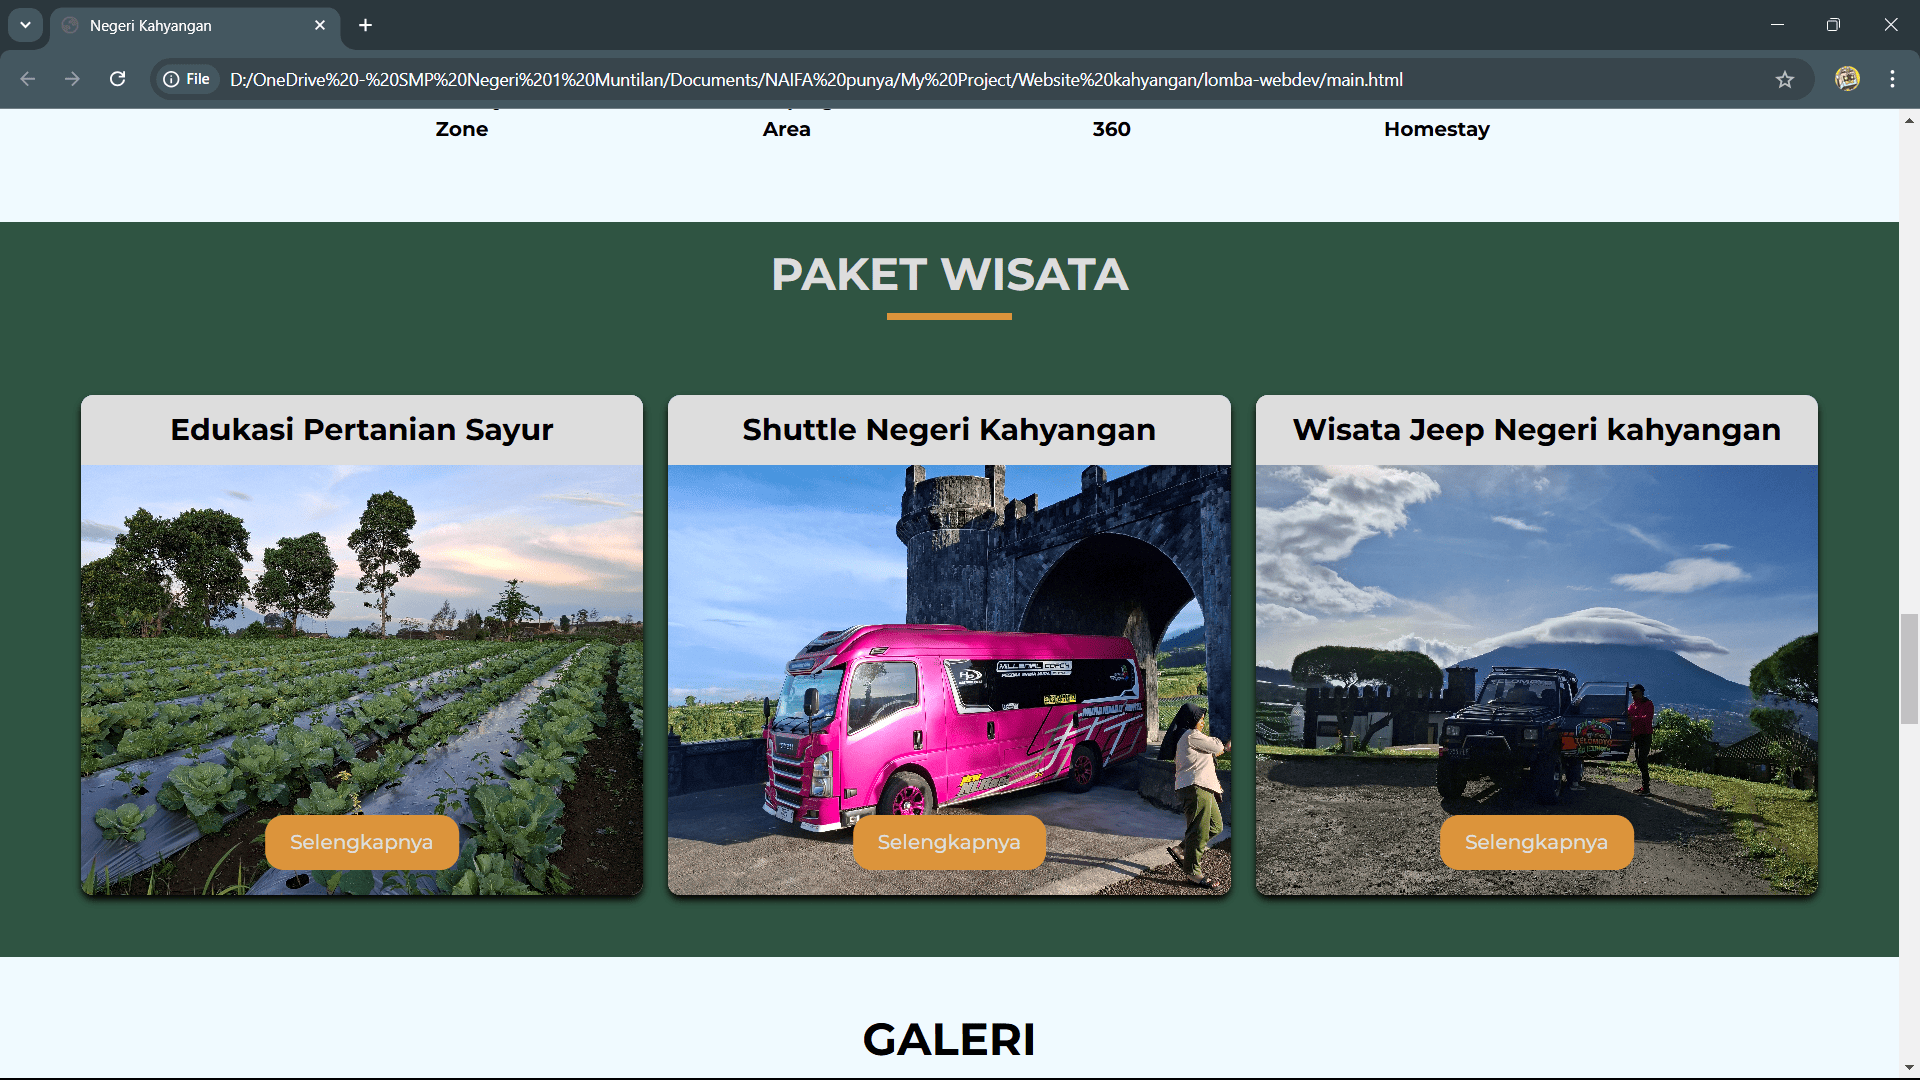 Negeri Kahyangan
File
D:/OneDrive%20-%20SMP%20Negeri%201%20Muntilan/Documents/NAIFA%20punya/My%20Project/Website%20kahyangan/lomba-webdev/main.html
Zone Area 360 Homestay
PAKET WISATA
Edukasi Pertanian Sayur
Shuttle Negeri Kahyangan
Wisata Jeep Negeri kahyangan
MILLENIAL COACH
Selengkapnya
Selengkapnya
Selengkapnya
GALERI